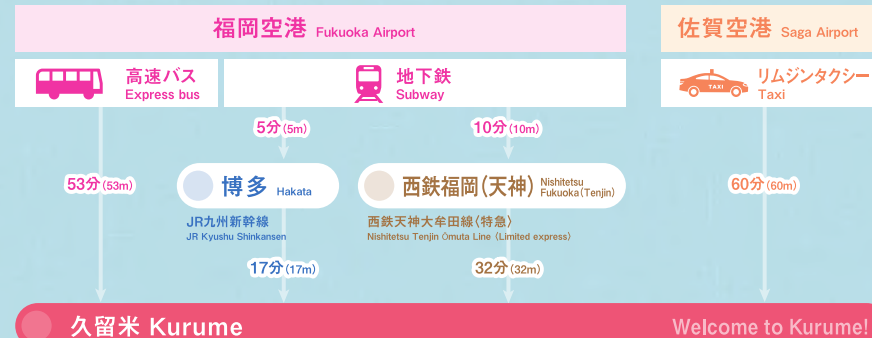 福岡空港 Fukuoka Airport
佐賀空港 Saga Airport
高速バス
Express bus
地下鉄
Subway
TAXI
リムジンタクシー
Taxi
5分(5m)
10分(10m)
53分(53m)
博多 Hakata
西鉄福岡(天神) Nishitetsu
Fukuoka(Tenjin)
60分(60m)
JR九州新幹線
JR Kyushu Shinkansen
西鉄天神大牟田線〈特急〉
Nishitetsu Tenjin Ōmuta Line〈Limited express〉
17分(17m)
32分(32m)
久留米 Kurume
Welcome to Kurume!